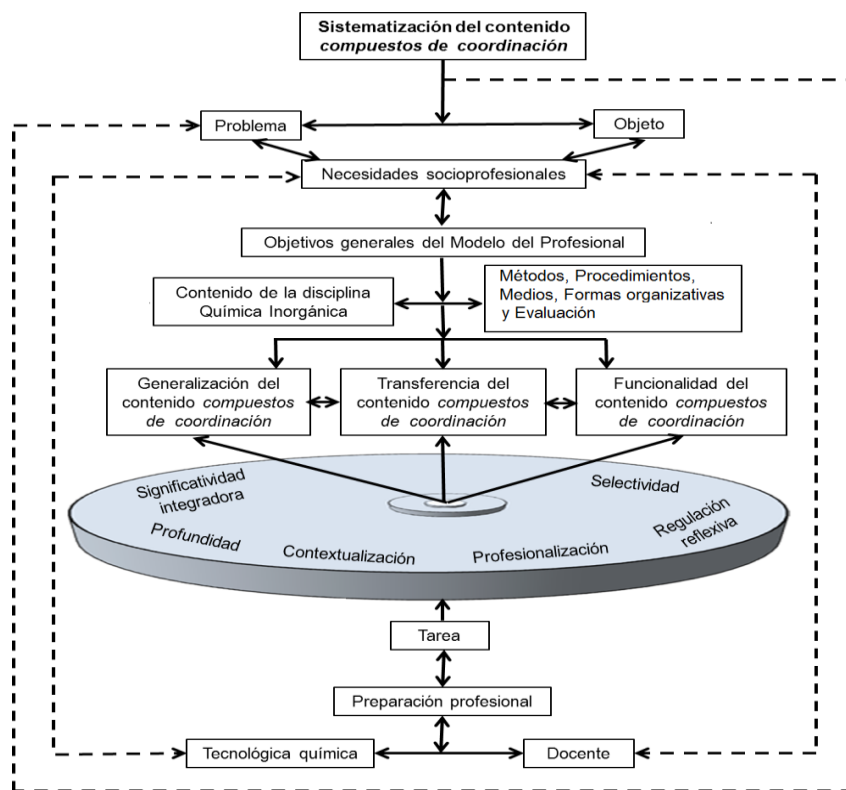 Sistematización del contenido
compuestos de coordinación
Problema
Objeto
Necesidades socioprofesionales
Objetivos generales del Modelo del Profesional
Contenido de la disciplina
Química Inorgánica
Métodos, Procedimientos,
Medios, Formas organizativas
y Evaluación
Generalización del
contenido compuestos
de coordinación
Transferencia del
contenido compuestos
de coordinación
Funcionalidad del
contenido compuestos
de coordinación
Significatividad
integradora
Selectividad
Profundidad
Contextualización
Profesionalización
Regulación
reflexiva
Tarea
Preparación profesional
Tecnológica química
Docente